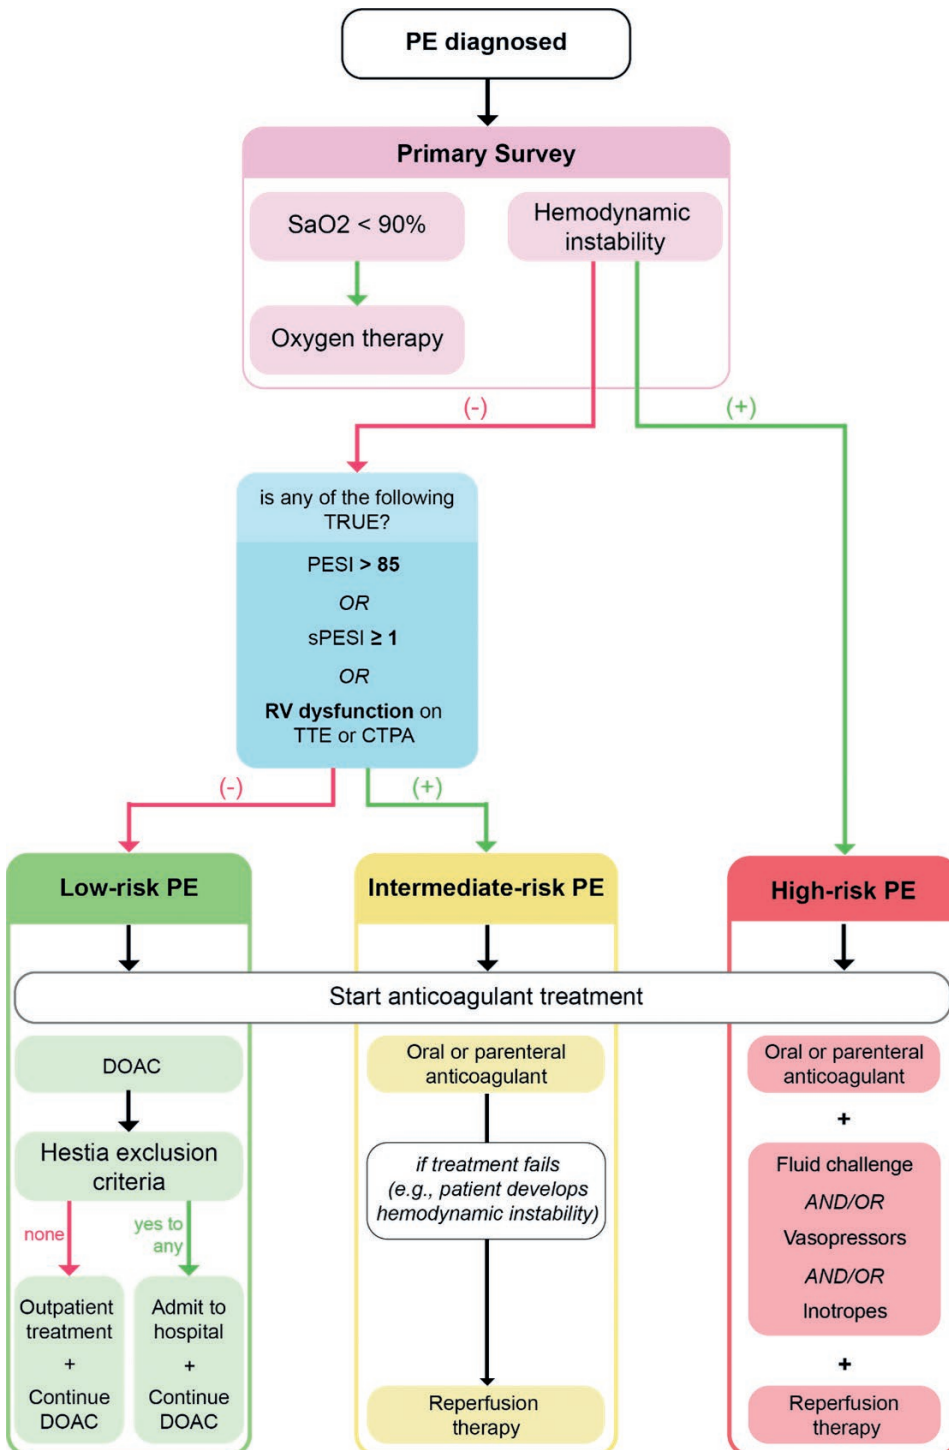 PE diagnosed
Primary Survey
SaO2 < 90%
Oxygen therapy
Hemodynamic
instability
(-)
(+)
is any of the following
TRUE?
PESI > 85
OR
sPESI ≥ 1
OR
RV dysfunction on
TTE or CTPA
(-)
(+)
Low-risk PE
Intermediate-risk PE
High-risk PE
Start anticoagulant treatment
DOAC
Hestia exclusion
criteria
none
yes to
any
Outpatient
treatment
+
Continue
DOAC
Admit to
hospital
+
Continue
DOAC
Oral or parenteral
anticoagulant
if treatment fails
(e.g., patient develops
hemodynamic instability)
Reperfusion
therapy
Oral or parenteral
anticoagulant
+
Fluid challenge
AND/OR
Vasopressors
AND/OR
Inotropes
+
Reperfusion
therapy